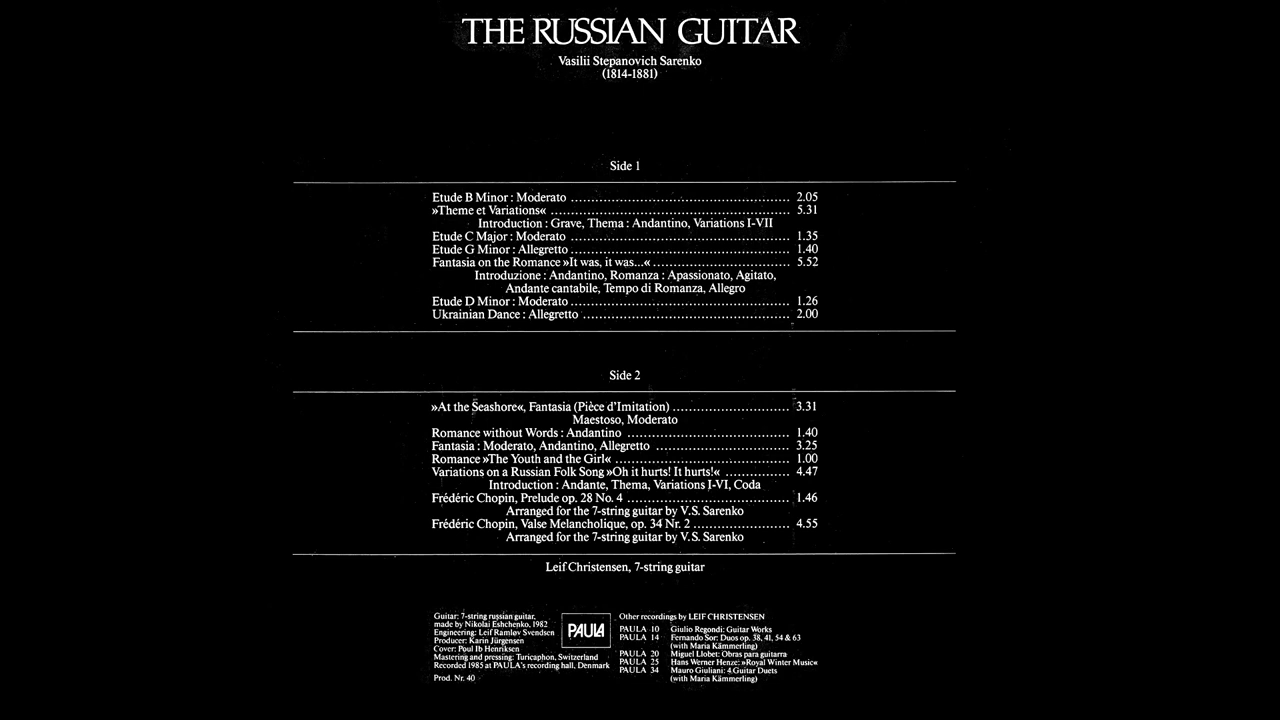 THE RUSSIAN GUITAR
Vasilii Stepanovich Sarenko
(1814-1881)
Side 1
Etude B Minor : Moderato ........................................................ 2.05
»Theme et Variations« ............................................................. 5.31
Introduction : Grave, Thema : Andantino, Variations I-VII
Etude C Major : Moderato ........................................................ 1.35
Etude G Minor : Allegretto ........................................................ 1.40
Fantasia on the Romance »It was, it was...« ................................... 5.52
Introduzione : Andantino, Romanza : Apassionato, Agitato,
Andante cantabile, Tempo di Romanza, Allegro
Etude D Minor : Moderato ........................................................ 1.26
Ukrainian Dance : Allegretto ..................................................... 2.00
Side 2
»At the Seashore«, Fantasia (Pièce d'Imitation) .............................. 3.31
Maestoso, Moderato
Romance without Words : Andantino .......................................... 1.40
Fantasia : Moderato, Andantino, Allegretto ................................... 3.25
Romance »The Youth and the Girl« ............................................. 1.00
Variations on a Russian Folk Song »Oh it hurts! It hurts!« ................ 4.47
Introduction : Andante, Thema, Variations I-VI, Coda
Frédéric Chopin, Prelude op. 28 No. 4 .......................................... 1.46
Arranged for the 7-string guitar by V.S. Sarenko
Frédéric Chopin, Valse Melancholique, op. 34 Nr. 2 ........................ 4.55
Arranged for the 7-string guitar by V.S. Sarenko
Leif Christensen, 7-string guitar
Guitar: 7-string russian guitar,
made by Nikolai Eshchenko, 1982
Engineering: Leif Ramløv Svendsen
Producer: Karin Jürgensen
Cover: Poul Ib Henriksen
Mastering and pressing: Turicaphon, Switzerland
Recorded 1985 at PAULA's recording hall, Denmark
Prod. Nr. 40
PAULA
Other recordings by LEIF CHRISTENSEN
PAULA 10 Giulio Regondi: Guitar Works
PAULA 14 Fernando Sor: Duos op. 38, 41, 54 & 63
(with Maria Kämmerling)
PAULA 20 Miguel Llobet: Obras para guitarra
PAULA 25 Hans Werner Henze: »Royal Winter Music«
PAULA 34 Mauro Giuliani: 4 Guitar Duets
(with Maria Kämmerling)